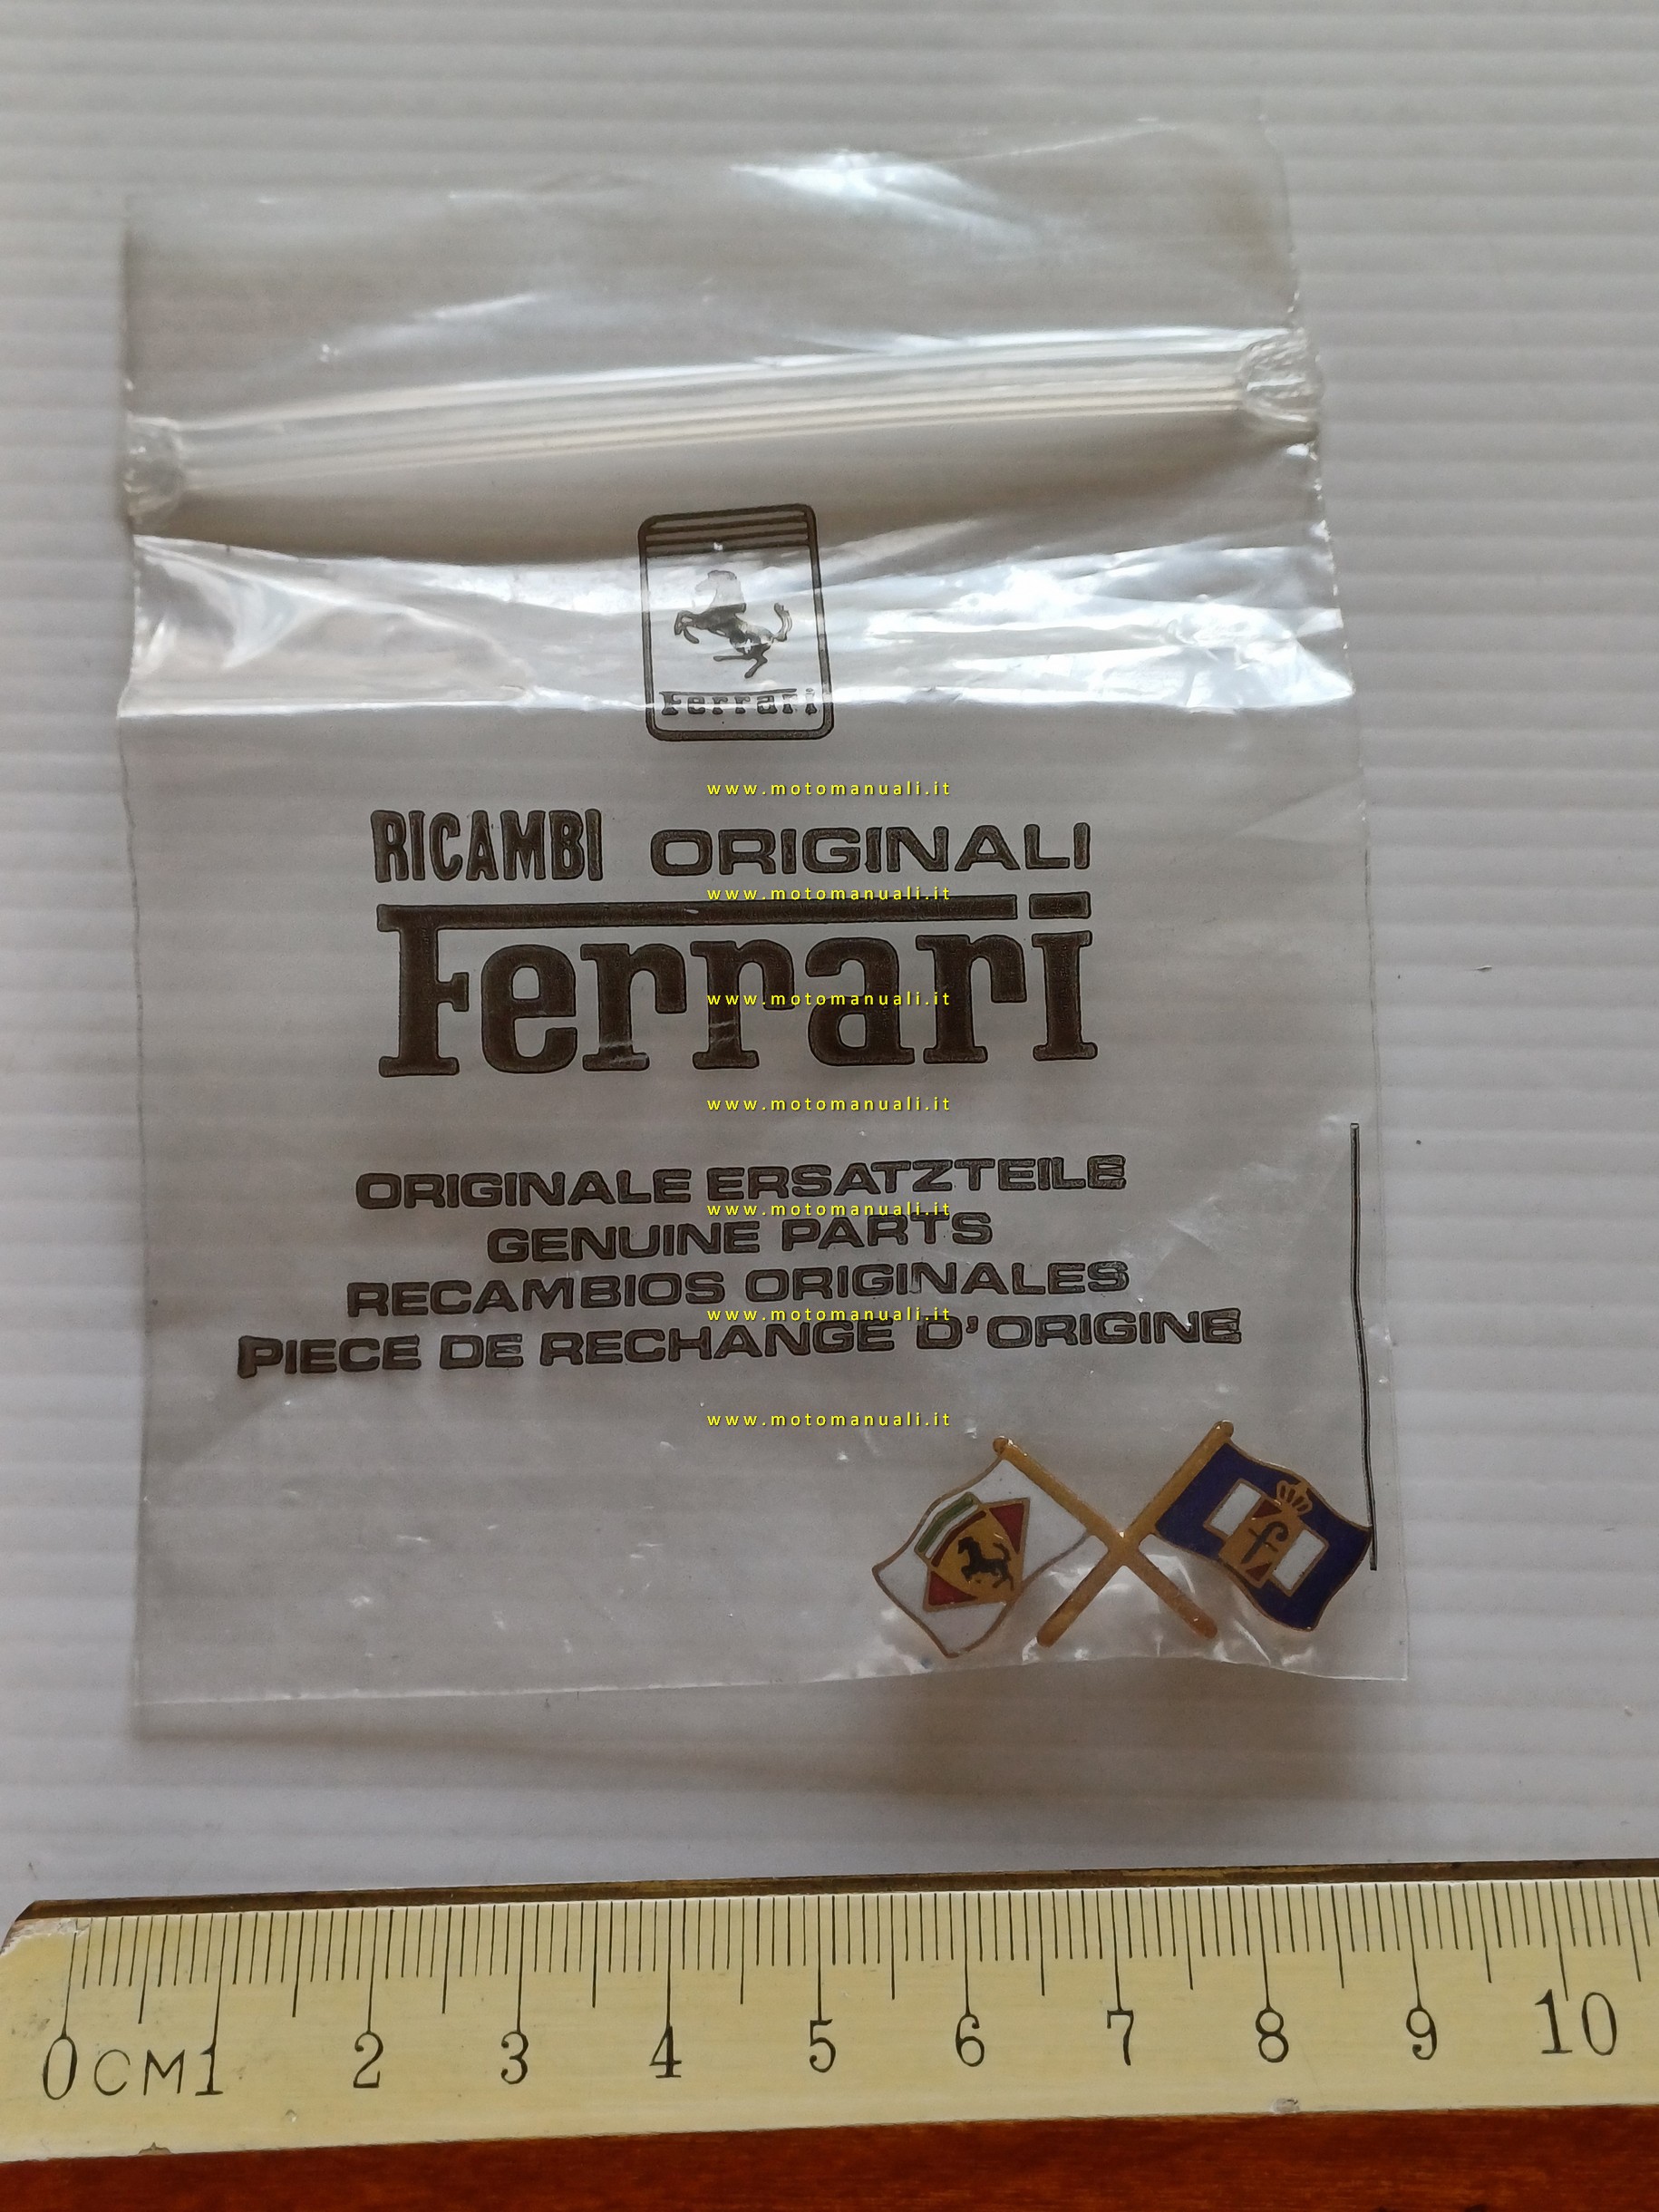 Ferrari
www.motomanuali.it
RICAMBI ORIGINALI
www.motomanuali.it
Ferrari
www.motomanuali.it
www.motomanuali.it
ORIGINALE ERSATZTEILE
www.motomanuali.it
GENUINE PARTS
RECAMBIOS ORIGINALES
www.motomanuali.it
PIECE DE RECHANGE D'ORIGINE
www.motomanuali.it
f
0 CM 1 2 3 4 5 6 7 8 9 10